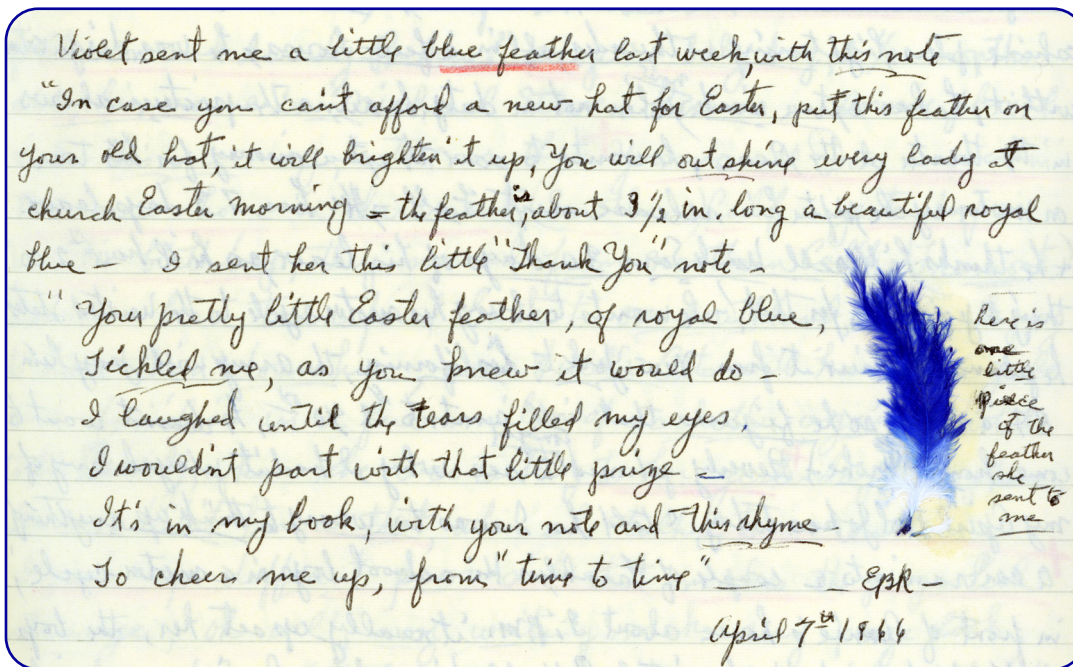 Violet sent me a little blue feather last week, with this note
"In case you can't afford a new hat for Easter, put this feather on
your old hat, it will brighten it up, You will out shine every lady at
church Easter morning = the feather is, about 3 1/2 in. long a beautiful royal
blue - I sent her this little "Thank You" note -
"Your pretty little Easter feather, of royal blue,
Tickled me, as you knew it would do -
I laughed until the tears filled my eyes,
I wouldn't part with that little prize -
It's in my book, with your note and this rhyme -
To cheer me up, from "time to time" - - EBR -
April 7th 1966
here is
one
little
piece
of the
feather
she
sent to
me